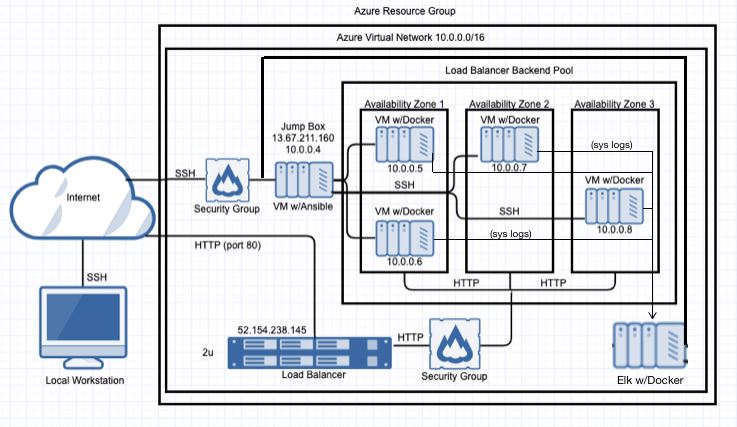 Azure Resource Group
Azure Virtual Network 10.0.0.0/16
Load Balancer Backend Pool
Availability Zone 1
Availability Zone 2
Availability Zone 3
VM w/Docker
10.0.0.5
VM w/Docker
10.0.0.7
(sys logs)
Jump Box
13.67.211.160
10.0.0.4
VM w/Ansible
SSH
Security Group
Internet
SSH
VM w/Docker
10.0.0.8
SSH
VM w/Docker
10.0.0.6
(sys logs)
HTTP (port 80)
HTTP
HTTP
SSH
Local Workstation
52.154.238.145
2u
Load Balancer
HTTP
Security Group
Elk w/Docker